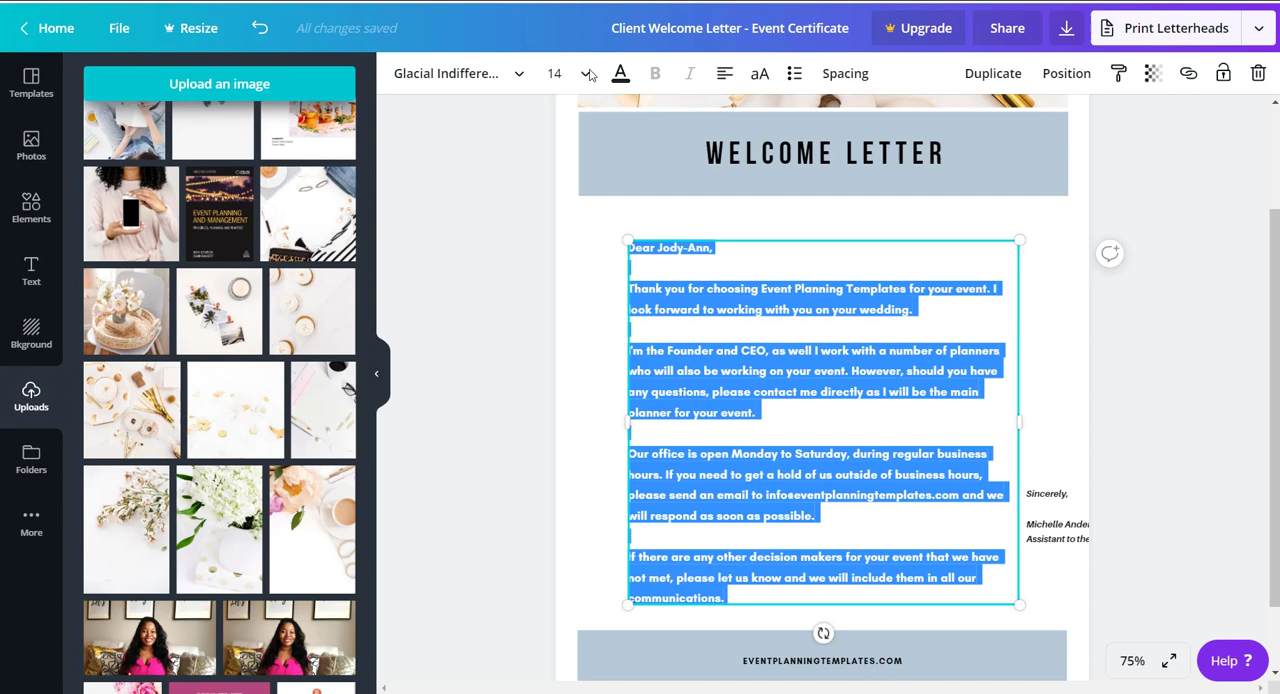 Home
File
Resize
All changes saved
Client Welcome Letter - Event Certificate
Upgrade
Share
Print Letterheads
Templates
Photos
Elements
Text
Bkground
Uploads
Folders
More
Upload an image
EVENT PLANNING
AND MANAGEMENT
Glacial Indiffere...
14
A
B
I
aA
Spacing
Duplicate
Position
WELCOME LETTER
Dear Jody-Ann,
Thank you for choosing Event Planning Templates for your event. I
look forward to working with you on your wedding.
I'm the Founder and CEO, as well I work with a number of planners
who will also be working on your event. However, should you have
any questions, please contact me directly as I will be the main
planner for your event.
Our office is open Monday to Saturday, during regular business
hours. If you need to get a hold of us outside of business hours,
please send an email to info@eventplanningtemplates.com and we
will respond as soon as possible.
If there are any other decision makers for your event that we have
not met, please let us know and we will include them in all our
communications.
Sincerely,
Michelle Ander
Assistant to the
EVENTPLANNINGTEMPLATES.COM
75%
Help ?